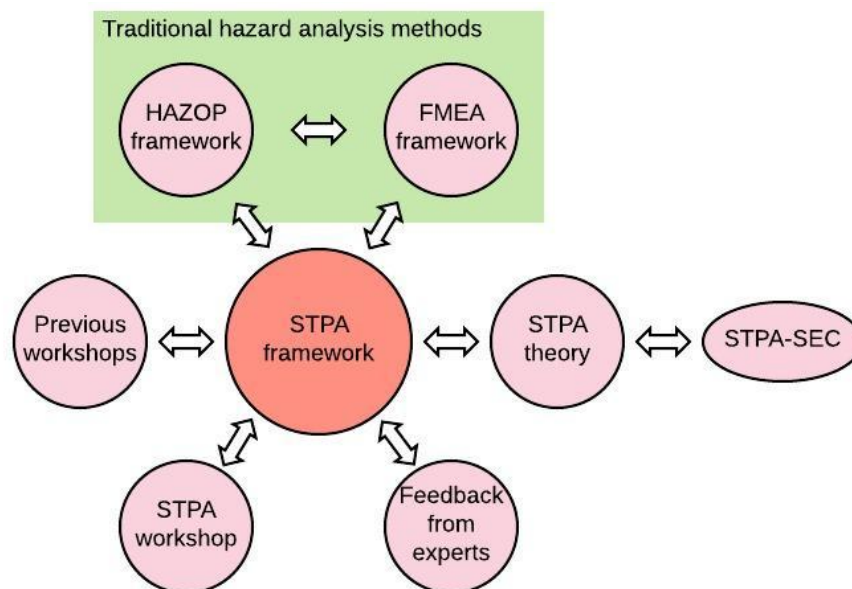 Traditional hazard analysis methods
HAZOP
framework
FMEA
framework
Previous
workshops
STPA
framework
STPA
theory
STPA-SEC
STPA
workshop
Feedback
from
experts